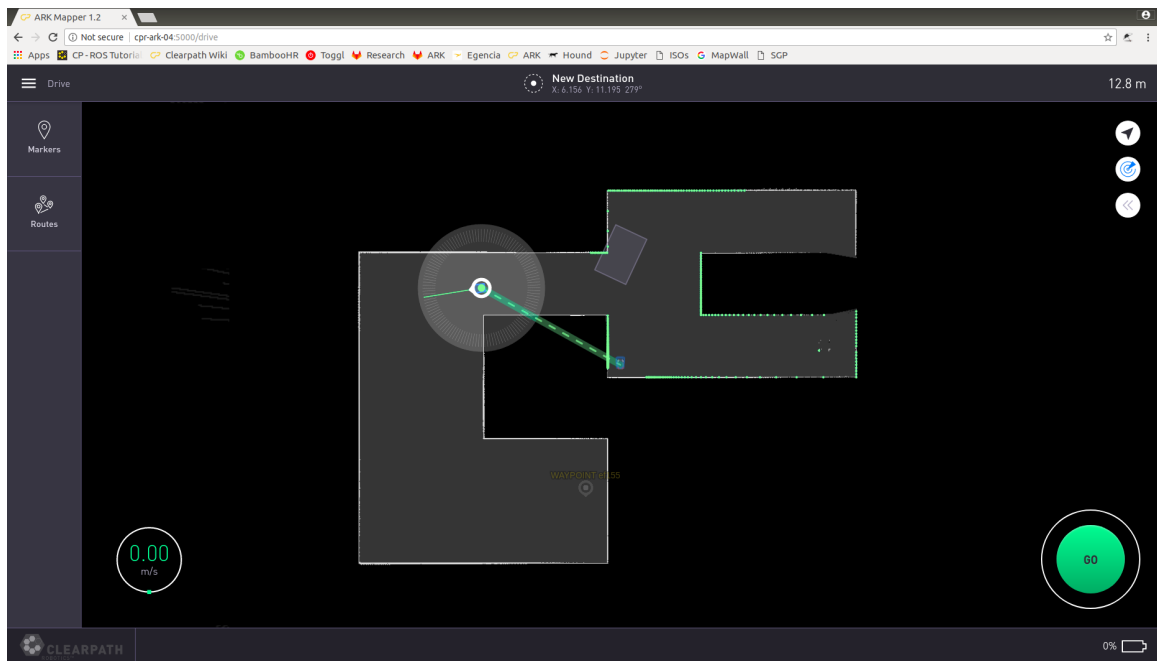 ARK Mapper 1.2
Not secure | cpr-ark-04:5000/drive
Apps CP - ROS Tutorial Clearpath Wiki BambooHR Toggl Research ARK Egencia ARK Hound Jupyter ISOs MapWall SGP
Drive
New Destination
X: 6.156 Y: 11.195 279°
12.8 m
Markers
Routes
WAYPOINT
0.00
m/s
GO
CLEARPATH
0%